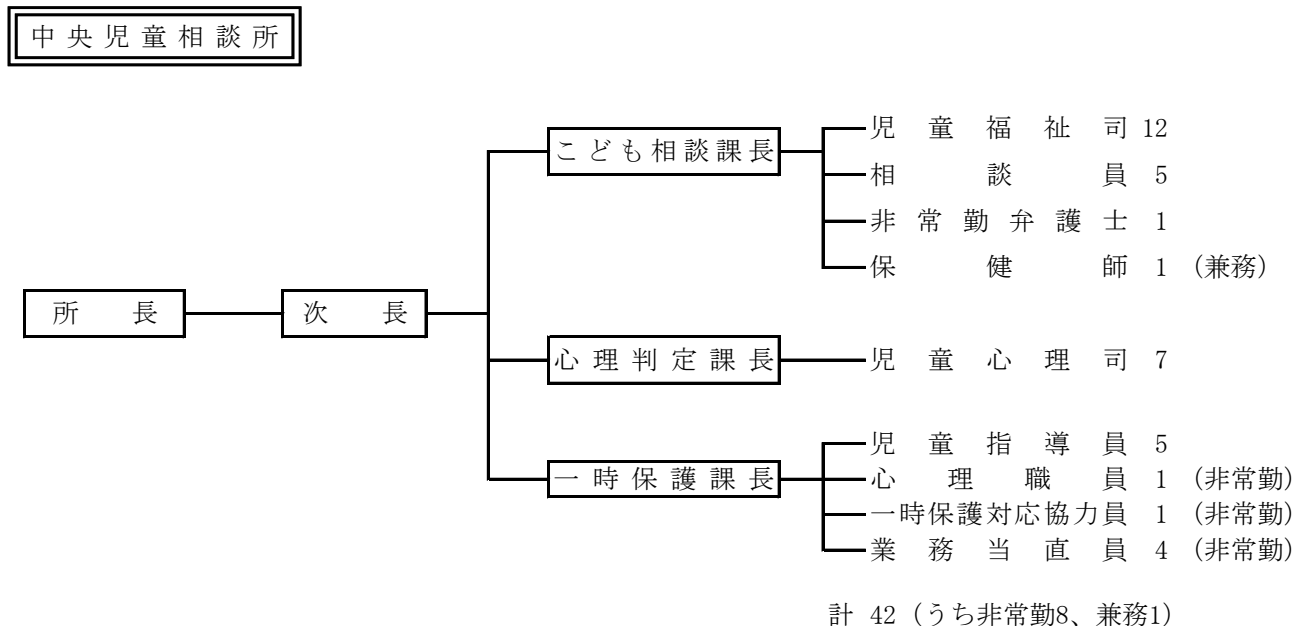 中央児童相談所
こども相談課長
児童福祉司 12
相談員 5
非常勤弁護士 1
保健師 1 (兼務)
所長
次長
心理判定課長
児童心理司 7
一時保護課長
児童指導員 5
心理職員 1 (非常勤)
一時保護対応協力員 1 (非常勤)
業務当直員 4 (非常勤)
計 42 (うち非常勤8、兼務1)